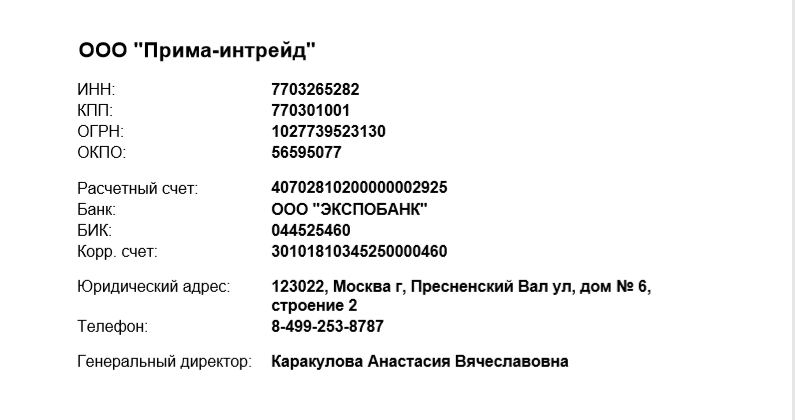 ООО "Прима-интрейд"
ИНН: 7703265282
КПП: 770301001
ОГРН: 1027739523130
ОКПО: 56595077
Расчетный счет: 40702810200000002925
Банк: ООО "ЭКСПОБАНК"
БИК: 044525460
Корр. счет: 30101810345250000460
Юридический адрес: 123022, Москва г, Пресненский Вал ул, дом № 6,
строение 2
Телефон: 8-499-253-8787
Генеральный директор: Каракулова Анастасия Вячеславовна